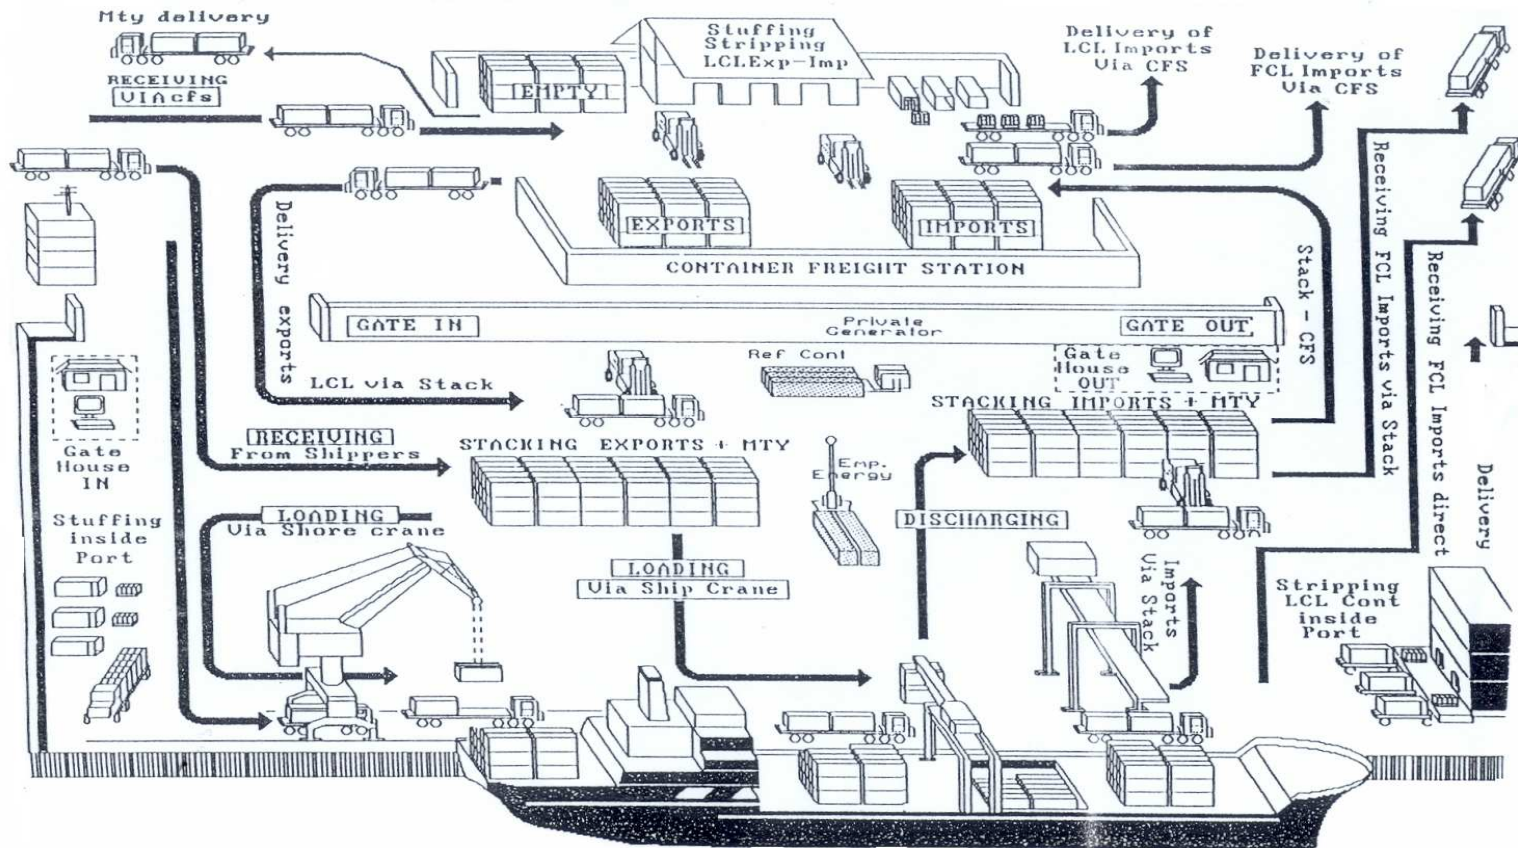 Mty delivery
RECEIVING
VIAcfs
EMPTY
Stuffing
Stripping
LCLExp-Imp
Delivery of
LCL Imports
Via CFS
Delivery of
FCL Imports
Via CFS
EXPORTS
IMPORTS
CONTAINER FREIGHT STATION
Delivery exports
Stack - CFS
Receiving FCL Imports via Stack
Receiving FCL Imports direct
GATE IN
Private
Generator
GATE OUT
Ref Cont
Gate
House
OUT
LCL via Stack
Gate
House
IN
RECEIVING
From Shippers
STACKING EXPORTS + MTY
STACKING IMPORTS + MTY
Emp.
Energy
Delivery
Stuffing
inside
Port
LOADING
Via Shore crane
LOADING
Via Ship Crane
DISCHARGING
Imports
Via Stack
Stripping
LCL Cont
inside
Port